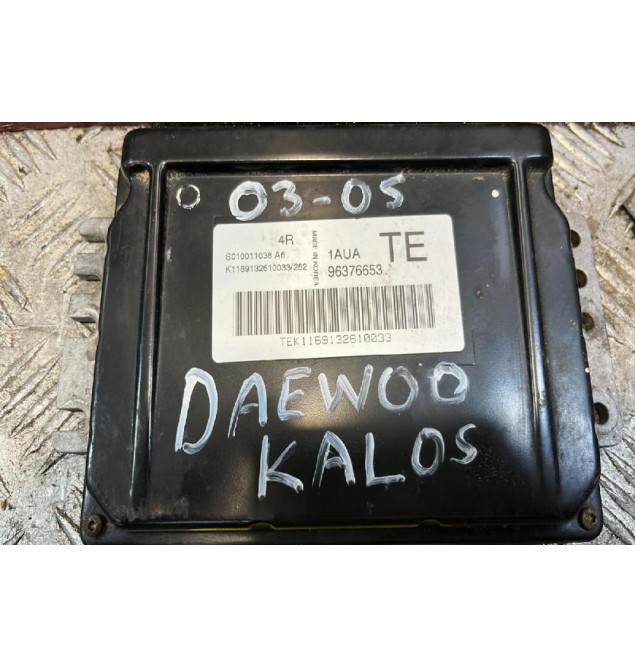 03-05
4R
S010011038 A6
K1169132610033/262
MADE IN KOREA
1AUA
TE
96376653
TEK1169132610033
DAEWOO
KALOS